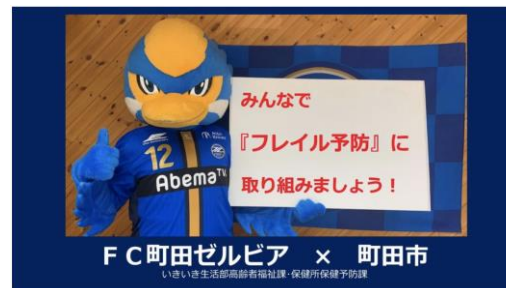 みんなで
『フレイル予防』に
取り組みましょう！
12
AbemaTV
ＦＣ町田ゼルビア　×　町田市
いきいき生活部高齢者福祉課・保健所保健予防課